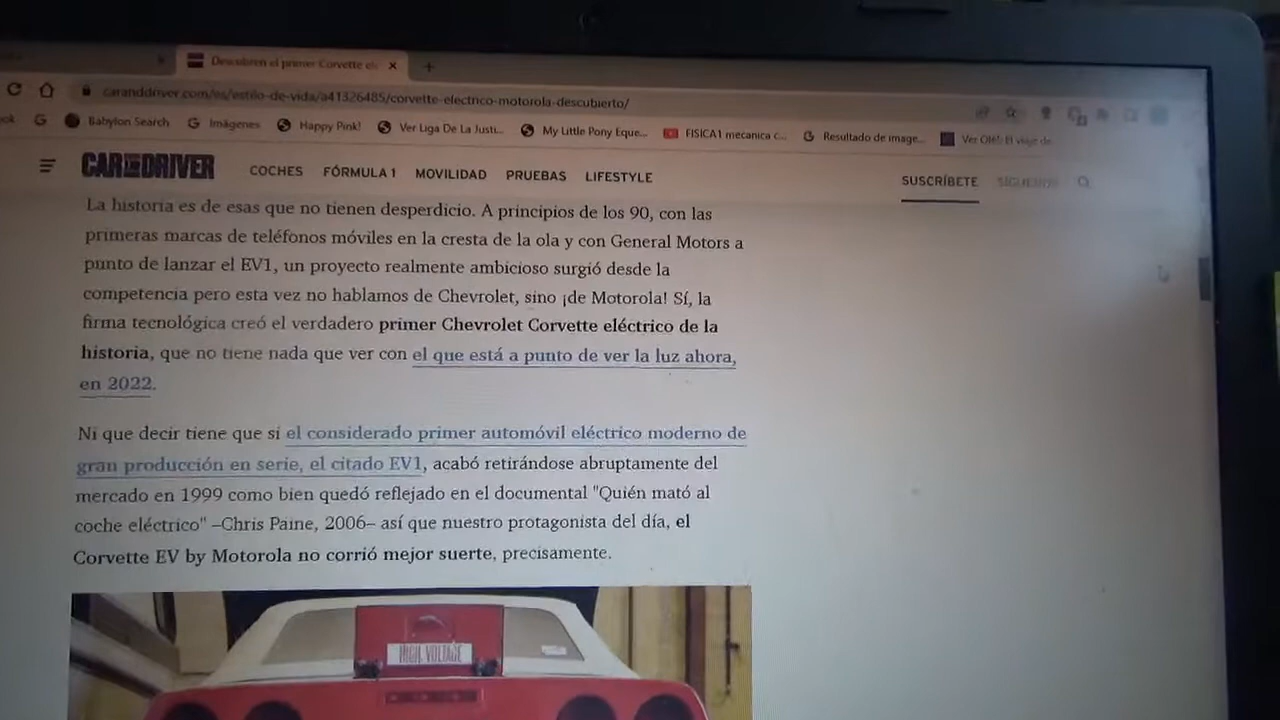 Descubren el primer Corvette ele
caranddriver.com/es/estilo-de-vida/a41326485/corvette-electrico-motorola-descubierto/
ok
Babylon Search
Imágenes
Happy Pink!
Ver Liga De La Justi...
My Little Pony Eque...
FISICA1 mecanica c...
Resultado de image...
Ver Olé!: El viaje de
CAR AND DRIVER
COCHES FÓRMULA 1 MOVILIDAD PRUEBAS LIFESTYLE
SUSCRÍBETE
La historia es de esas que no tienen desperdicio. A principios de los 90, con las
primeras marcas de teléfonos móviles en la cresta de la ola y con General Motors a
punto de lanzar el EV1, un proyecto realmente ambicioso surgió desde la
competencia pero esta vez no hablamos de Chevrolet, sino ¡de Motorola! Sí, la
firma tecnológica creó el verdadero primer Chevrolet Corvette eléctrico de la
historia, que no tiene nada que ver con el que está a punto de ver la luz ahora,
en 2022.
Ni que decir tiene que si el considerado primer automóvil eléctrico moderno de
gran producción en serie, el citado EV1, acabó retirándose abruptamente del
mercado en 1999 como bien quedó reflejado en el documental "Quién mató al
coche eléctrico" –Chris Paine, 2006– así que nuestro protagonista del día, el
Corvette EV by Motorola no corrió mejor suerte, precisamente.
HIGH VOLTAGE